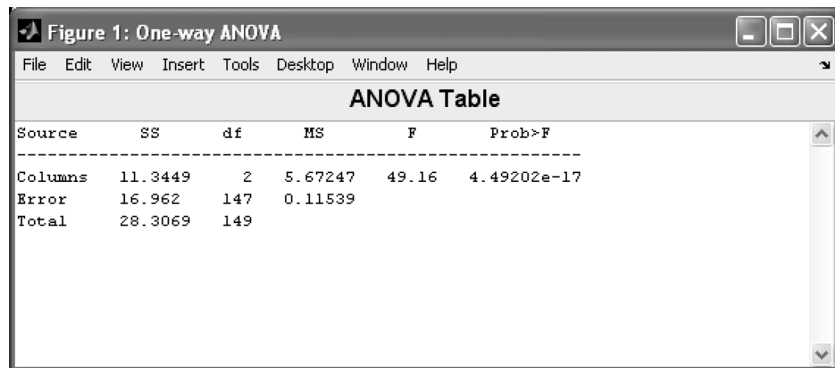 Figure 1: One-way ANOVA
File Edit View Insert Tools Desktop Window Help
ANOVA Table
Source SS df MS F Prob>F
Columns 11.3449 2 5.67247 49.16 4.49202e-17
Error 16.962 147 0.11539
Total 28.3069 149